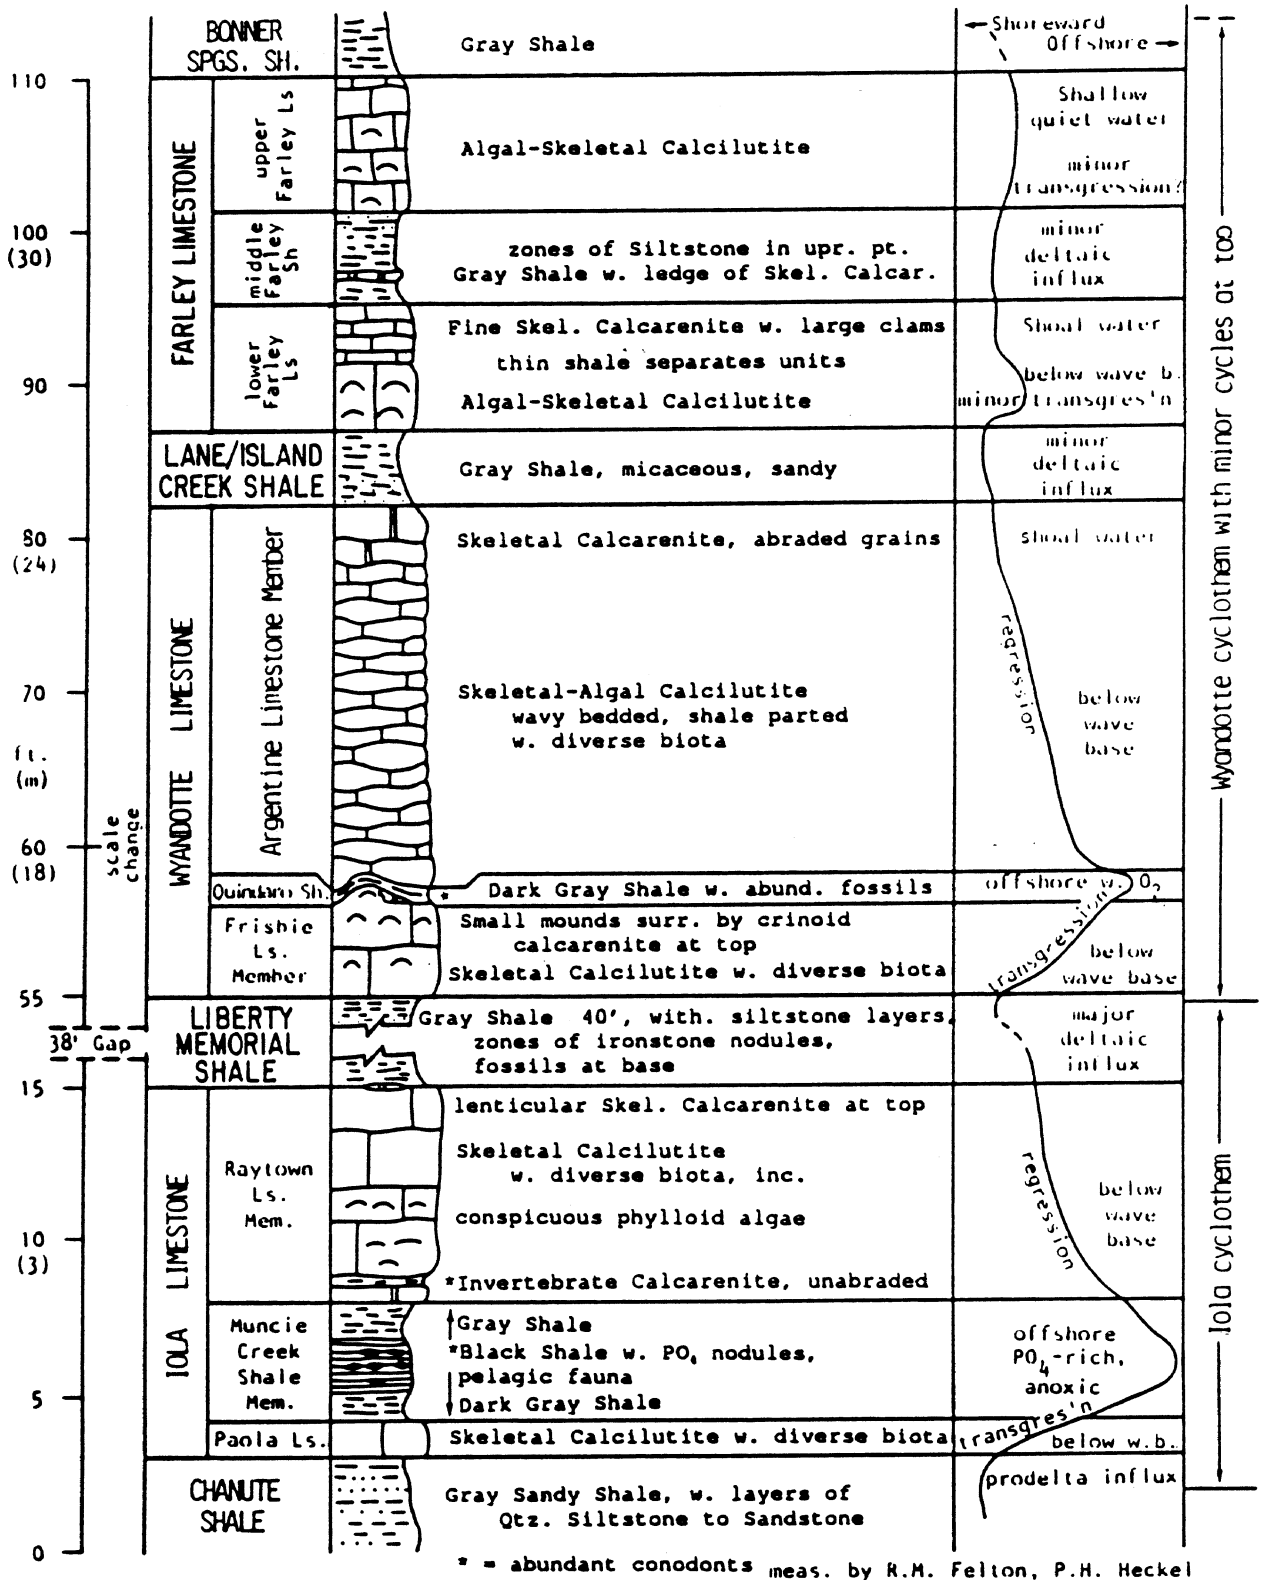 BONNER
SPGS. SH.
Gray Shale
← Shoreward
Offshore →
110
FARLEY LIMESTONE
upper
Farley Ls
Algal-Skeletal Calcilutite
Shallow
quiet water
minor
transgression?
100
(30)
middle
Farley
Sh
zones of Siltstone in upr. pt.
Gray Shale w. ledge of Skel. Calcar.
minor
deltaic
influx
lower
Farley
Ls
Fine Skel. Calcarenite w. large clams
thin shale separates units
Algal-Skeletal Calcilutite
Shoal water
below wave b.
minor transgres'n
90
LANE/ISLAND
CREEK SHALE
Gray Shale, micaceous, sandy
minor
deltaic
influx
80
(24)
WYANDOTTE LIMESTONE
Argentine Limestone Member
Skeletal Calcarenite, abraded grains
shoal water
regression
70
Skeletal-Algal Calcilutite
wavy bedded, shale parted
w. diverse biota
below
wave
base
ft.
(m)
scale
change
60
(18)
Quindaro Sh.
* Dark Gray Shale w. abund. fossils
offshore w. O2
Frisbie
Ls.
Member
Small mounds surr. by crinoid
calcarenite at top
Skeletal Calcilutite w. diverse biota
transgression
below
wave base
55
Wyandotte cyclothem with minor cycles at too
38' Gap
LIBERTY
MEMORIAL
SHALE
Gray Shale 40', with. siltstone layers,
zones of ironstone nodules,
fossils at base
major
deltaic
influx
15
IOLA LIMESTONE
Raytown
Ls.
Mem.
lenticular Skel. Calcarenite at top
Skeletal Calcilutite
w. diverse biota, inc.
conspicuous phylloid algae
*Invertebrate Calcarenite, unabraded
regression
below
wave
base
10
(3)
Muncie
Creek
Shale
Mem.
Gray Shale
*Black Shale w. PO4 nodules,
pelagic fauna
Dark Gray Shale
offshore
PO4-rich,
anoxic
5
Paola Ls.
Skeletal Calcilutite w. diverse biota
transgres'n
below w.b.
CHANUTE
SHALE
Gray Sandy Shale, w. layers of
Qtz. Siltstone to Sandstone
prodelta influx
Iola cyclothem
0
* = abundant conodonts meas. by R.M. Felton, P.H. Heckel